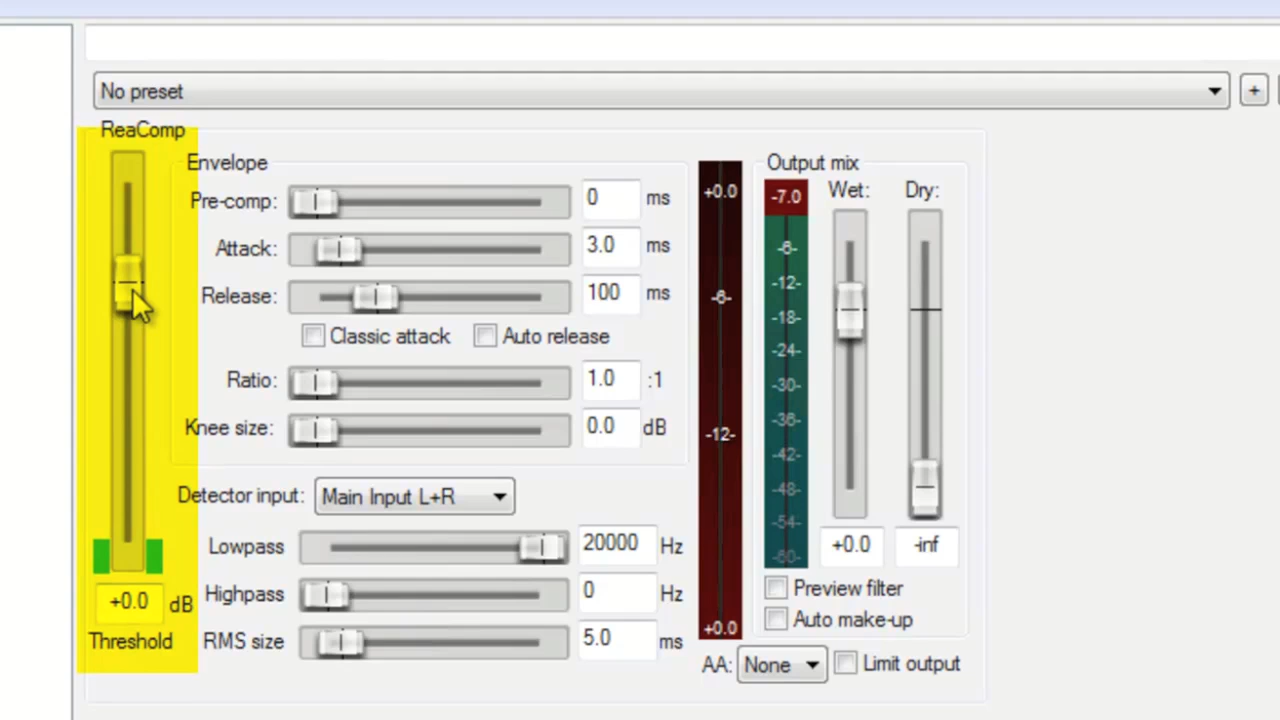 No preset
+
ReaComp
Envelope
Pre-comp: 0 ms
Attack: 3.0 ms
Release: 100 ms
Classic attack Auto release
Ratio: 1.0 :1
Knee size: 0.0 dB
Detector input: Main Input L+R
Lowpass 20000 Hz
Highpass 0 Hz
RMS size 5.0 ms
+0.0 dB
Threshold
+0.0
-6-
-12-
+0.0
Output mix
Wet: Dry:
-7.0
-6-
-12-
-18-
-24-
-30-
-36-
-42-
-48-
-54-
-60-
+0.0 -inf
Preview filter
Auto make-up
AA: None Limit output